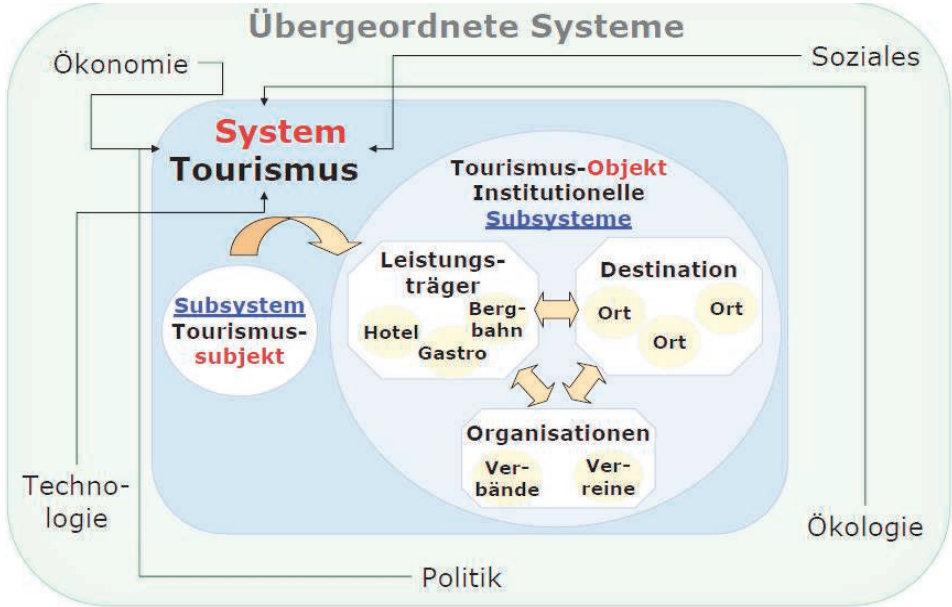 Übergeordnete Systeme
Ökonomie
Soziales
System
Tourismus
Tourismus-Objekt
Institutionelle
Subsysteme
Leistungs-
träger
Hotel
Gastro
Berg-
bahn
Destination
Ort
Ort
Ort
Subsystem
Tourismus-
subjekt
Organisationen
Ver-
bände
Ver-
reine
Techno-
logie
Ökologie
Politik